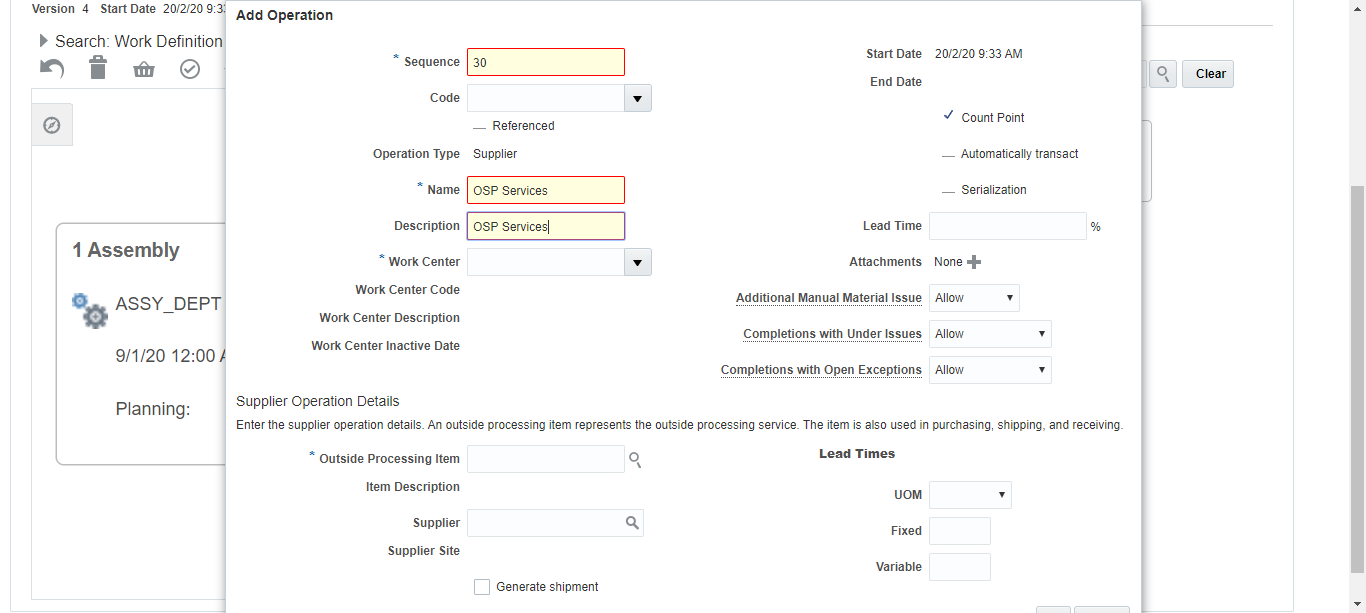 Version 4 Start Date 20/2/20 9:33
Search: Work Definition
Clear
1 Assembly
ASSY_DEPT
9/1/20 12:00 A
Planning:
Add Operation
* Sequence 30
Code
Referenced
Operation Type Supplier
* Name OSP Services
Description OSP Services
* Work Center
Work Center Code
Work Center Description
Work Center Inactive Date
Start Date 20/2/20 9:33 AM
End Date
Count Point
Automatically transact
Serialization
Lead Time %
Attachments None
Additional Manual Material Issue Allow
Completions with Under Issues Allow
Completions with Open Exceptions Allow
Supplier Operation Details
Enter the supplier operation details. An outside processing item represents the outside processing service. The item is also used in purchasing, shipping, and receiving.
* Outside Processing Item
Item Description
Supplier
Supplier Site
Generate shipment
Lead Times
UOM
Fixed
Variable